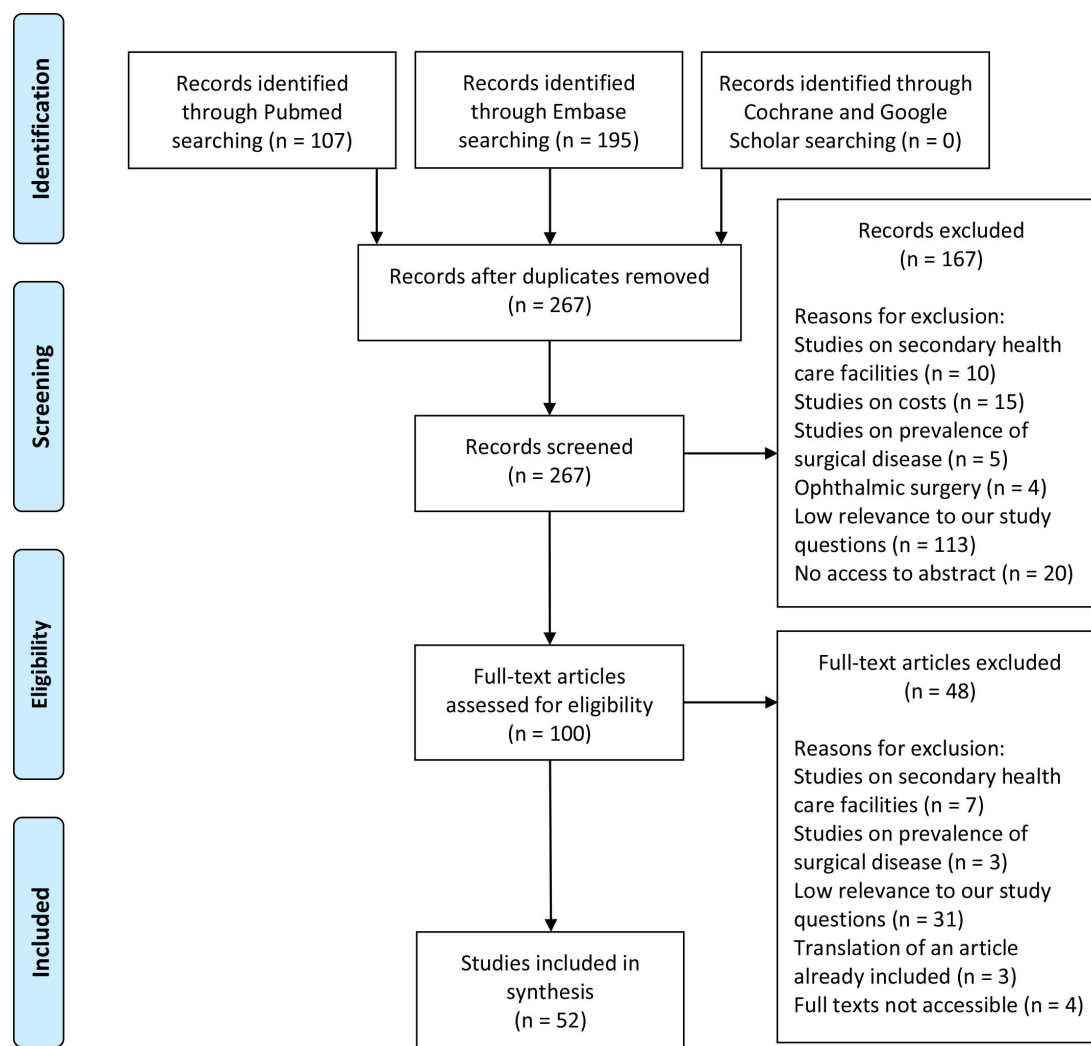 Identification
Records identified
through Pubmed
searching (n = 107)
Records identified
through Embase
searching (n = 195)
Records identified through
Cochrane and Google
Scholar searching (n = 0)
Records after duplicates removed
(n = 267)
Screening
Records screened
(n = 267)
Records excluded
(n = 167)
Reasons for exclusion:
Studies on secondary health
care facilities (n = 10)
Studies on costs (n = 15)
Studies on prevalence of
surgical disease (n = 5)
Ophthalmic surgery (n = 4)
Low relevance to our study
questions (n = 113)
No access to abstract (n = 20)
Eligibility
Full-text articles
assessed for eligibility
(n = 100)
Full-text articles excluded
(n = 48)
Reasons for exclusion:
Studies on secondary health
care facilities (n = 7)
Studies on prevalence of
surgical disease (n = 3)
Low relevance to our study
questions (n = 31)
Translation of an article
already included (n = 3)
Full texts not accessible (n = 4)
Included
Studies included in
synthesis
(n = 52)